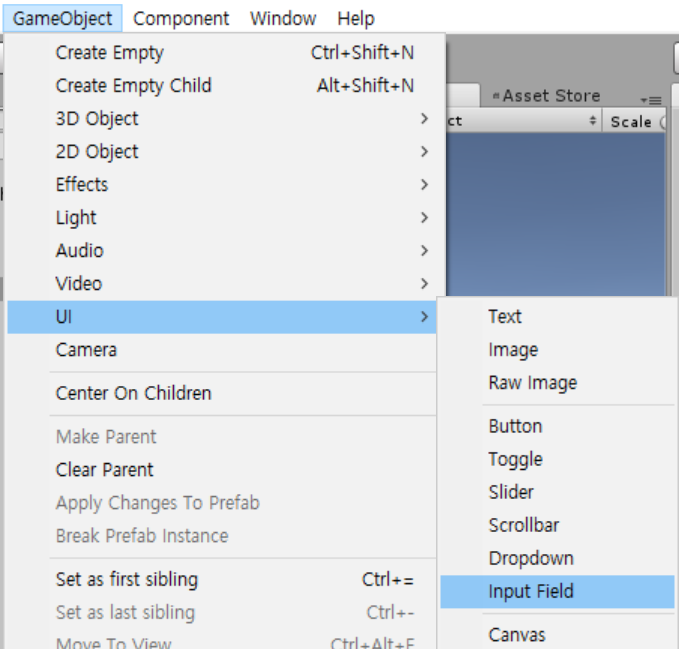 GameObject Component Window Help
Create Empty Ctrl+Shift+N
Create Empty Child Alt+Shift+N
3D Object
2D Object
Effects
Light
Audio
Video
UI
Camera
Center On Children
Make Parent
Clear Parent
Apply Changes To Prefab
Break Prefab Instance
Set as first sibling Ctrl+=
Set as last sibling Ctrl+-
Move To View Ctrl+Alt+F
Asset Store
ct Scale
Text
Image
Raw Image
Button
Toggle
Slider
Scrollbar
Dropdown
Input Field
Canvas